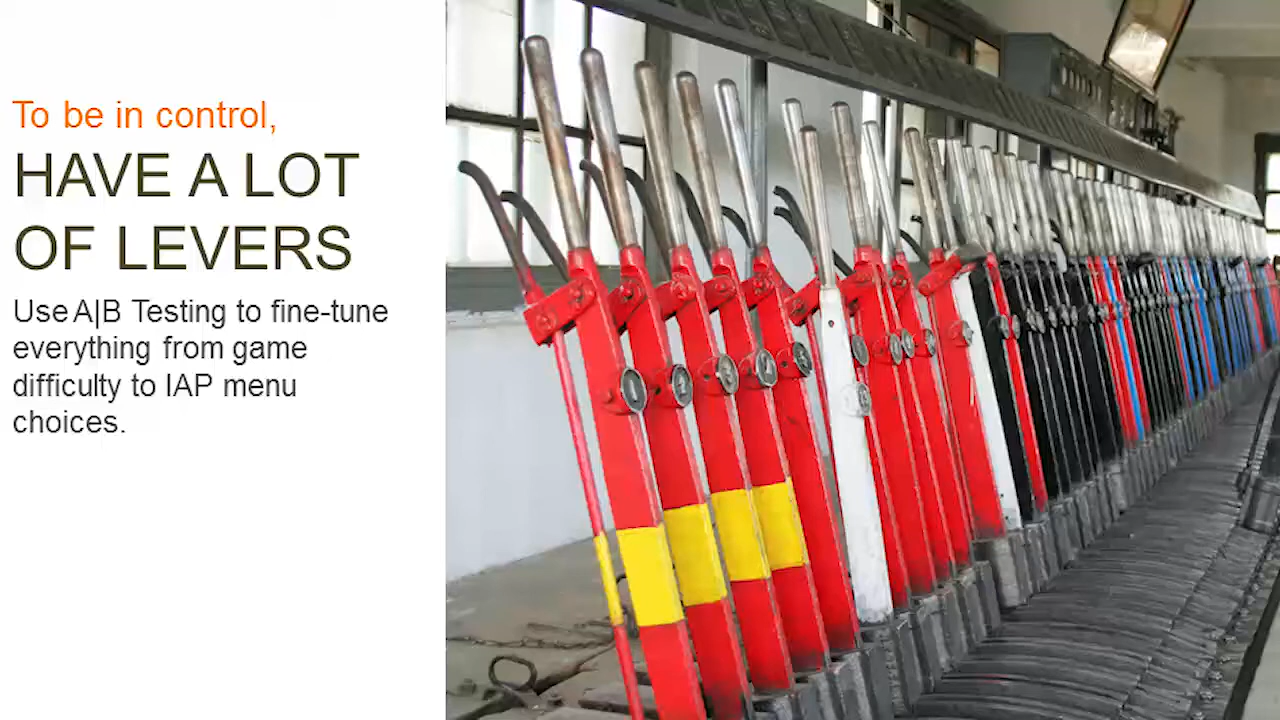 To be in control,
HAVE A LOT
OF LEVERS
Use A|B Testing to fine-tune
everything from game
difficulty to IAP menu
choices.